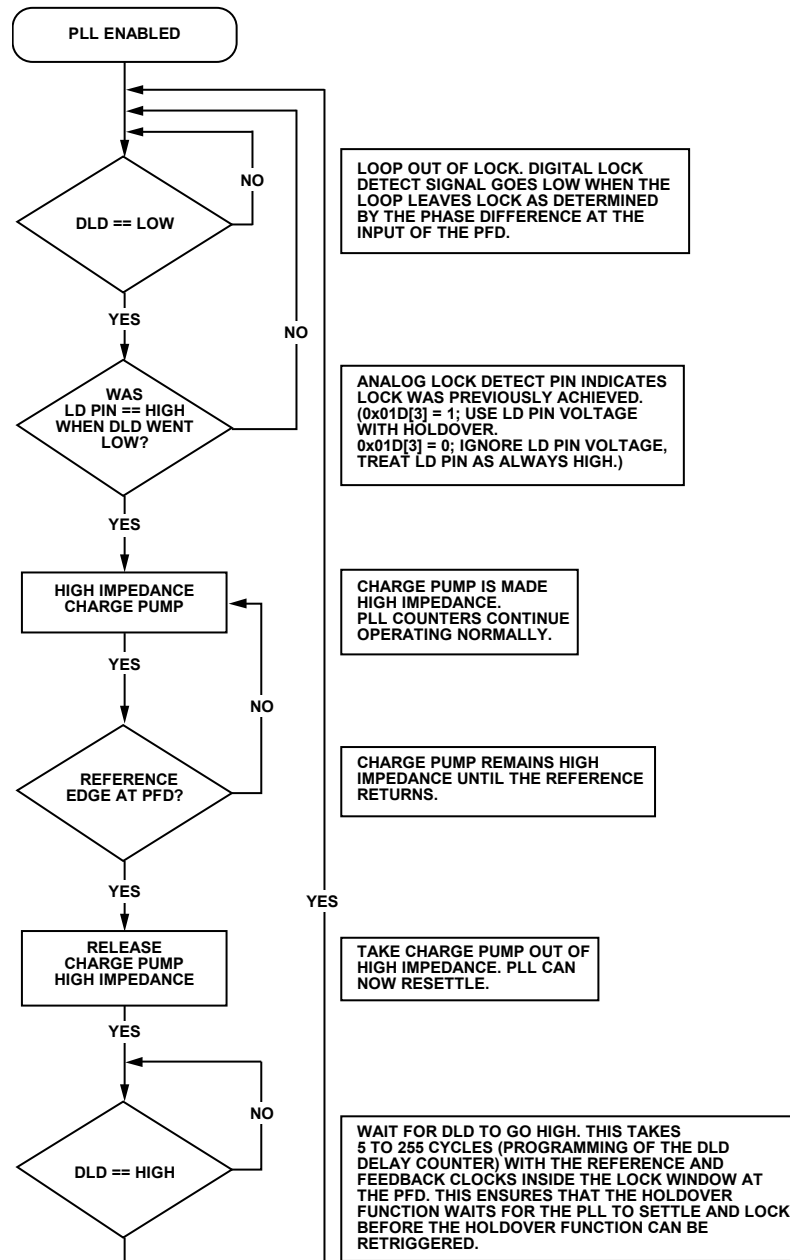 PLL ENABLED
NO
DLD == LOW
LOOP OUT OF LOCK. DIGITAL LOCK
DETECT SIGNAL GOES LOW WHEN THE
LOOP LEAVES LOCK AS DETERMINED
BY THE PHASE DIFFERENCE AT THE
INPUT OF THE PFD.
YES
NO
WAS
LD PIN == HIGH
WHEN DLD WENT
LOW?
ANALOG LOCK DETECT PIN INDICATES
LOCK WAS PREVIOUSLY ACHIEVED.
(0x01D[3] = 1; USE LD PIN VOLTAGE
WITH HOLDOVER.
0x01D[3] = 0; IGNORE LD PIN VOLTAGE,
TREAT LD PIN AS ALWAYS HIGH.)
YES
HIGH IMPEDANCE
CHARGE PUMP
CHARGE PUMP IS MADE
HIGH IMPEDANCE.
PLL COUNTERS CONTINUE
OPERATING NORMALLY.
YES
NO
REFERENCE
EDGE AT PFD?
CHARGE PUMP REMAINS HIGH
IMPEDANCE UNTIL THE REFERENCE
RETURNS.
YES
YES
RELEASE
CHARGE PUMP
HIGH IMPEDANCE
TAKE CHARGE PUMP OUT OF
HIGH IMPEDANCE. PLL CAN
NOW RESETTLE.
YES
NO
DLD == HIGH
WAIT FOR DLD TO GO HIGH. THIS TAKES
5 TO 255 CYCLES (PROGRAMMING OF THE DLD
DELAY COUNTER) WITH THE REFERENCE AND
FEEDBACK CLOCKS INSIDE THE LOCK WINDOW AT
THE PFD. THIS ENSURES THAT THE HOLDOVER
FUNCTION WAITS FOR THE PLL TO SETTLE AND LOCK
BEFORE THE HOLDOVER FUNCTION CAN BE
RETRIGGERED.